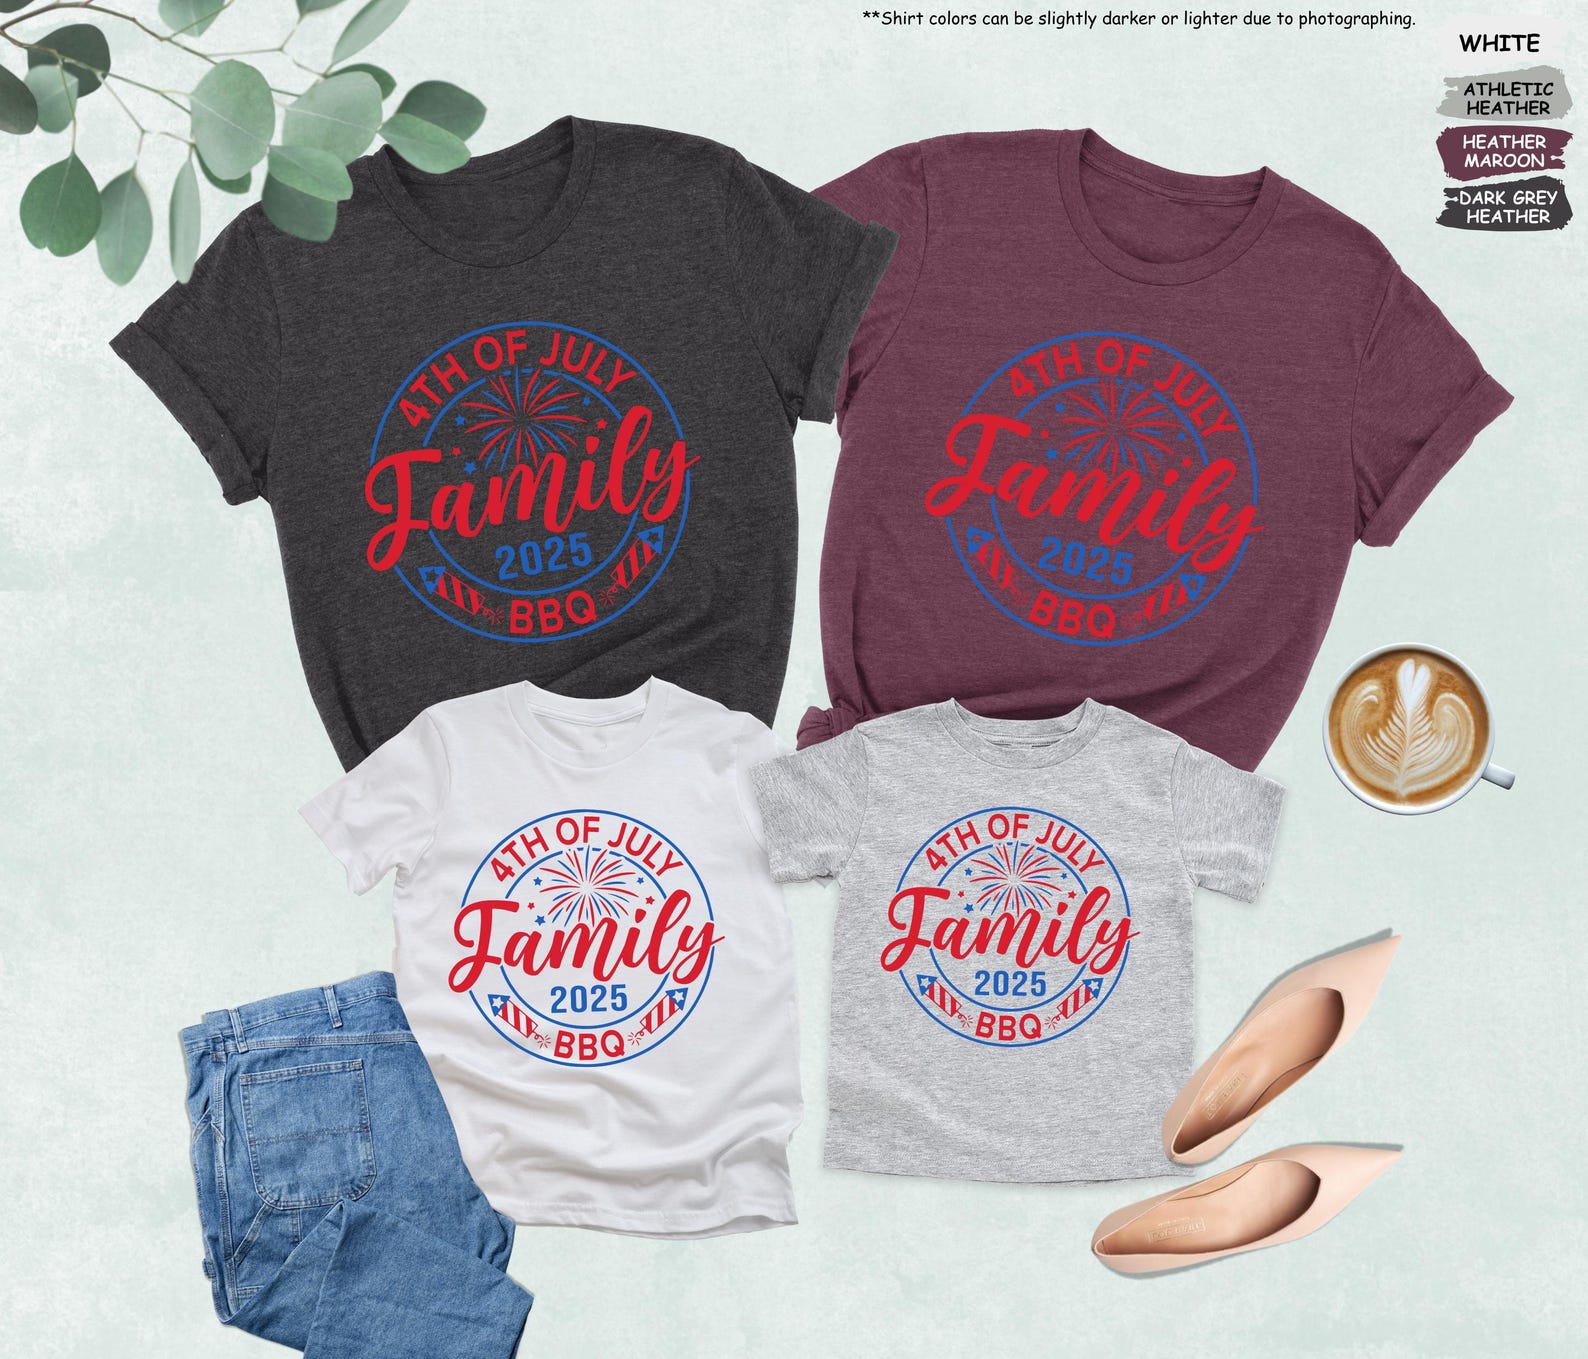 **Shirt colors can be slightly darker or lighter due to photographing.
WHITE
ATHLETIC
HEATHER
HEATHER
MAROON
DARK GREY
HEATHER
4TH OF JULY
Family
2025
BBQ
4TH OF JULY
Family
2025
BBQ
4TH OF JULY
Family
2025
BBQ
4TH OF JULY
Family
2025
BBQ